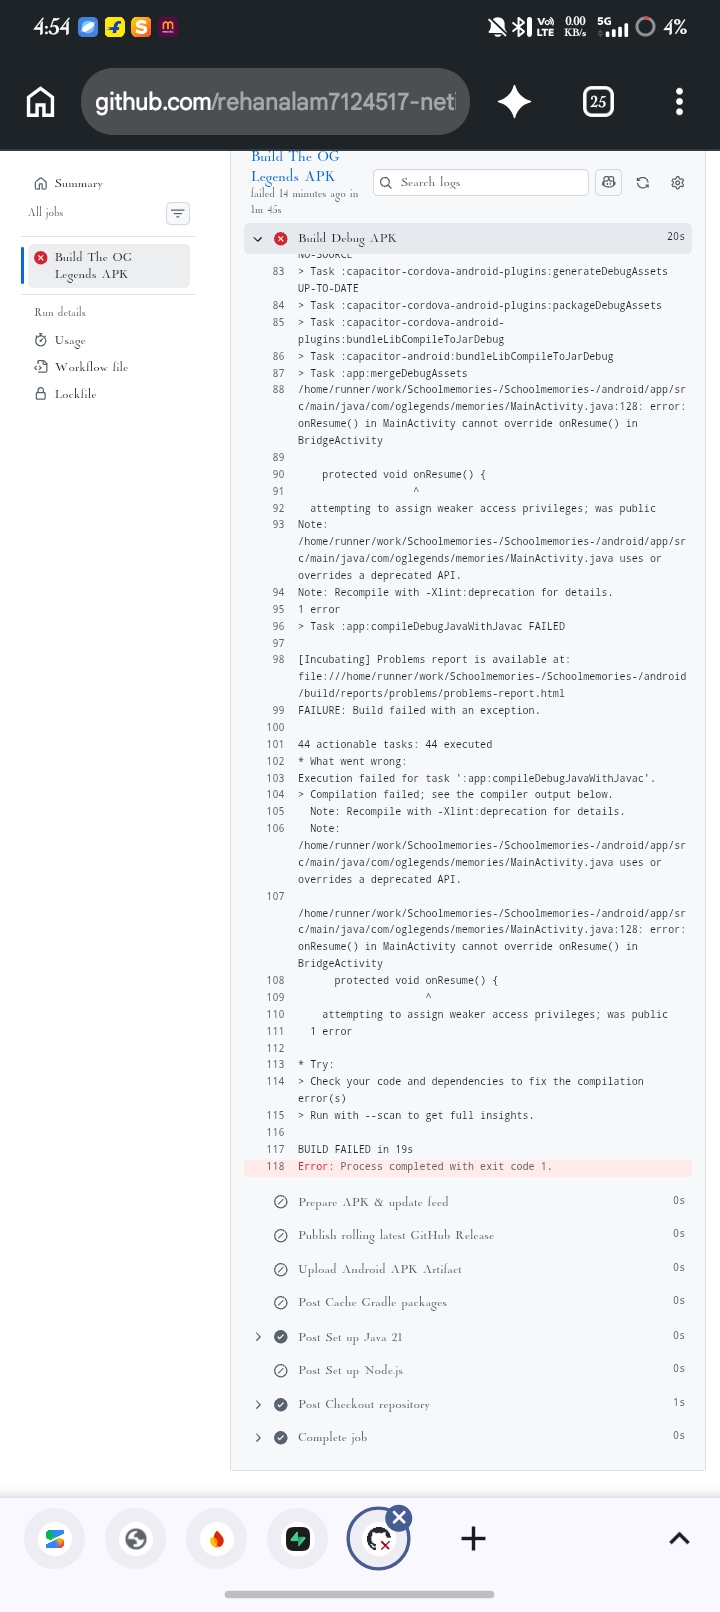 4:54
Vo)) LTE
0.00 KB/s
5G
4%
github.com/rehanalam7124517-neti
25
Build The OG
Legends APK
failed 14 minutes ago in
1m 45s
Search logs
Summary
All jobs
Build The OG
Legends APK
Run details
Usage
Workflow file
Lockfile
Build Debug APK 20s
NO-SOURCE
83 > Task :capacitor-cordova-android-plugins:generateDebugAssets
UP-TO-DATE
84 > Task :capacitor-cordova-android-plugins:packageDebugAssets
85 > Task :capacitor-cordova-android-
plugins:bundleLibCompileToJarDebug
86 > Task :capacitor-android:bundleLibCompileToJarDebug
87 > Task :app:mergeDebugAssets
88 /home/runner/work/Schoolmemories-/Schoolmemories-/android/app/sr
c/main/java/com/oglegends/memories/MainActivity.java:128: error:
onResume() in MainActivity cannot override onResume() in
BridgeActivity
89
90 protected void onResume() {
91 ^
92 attempting to assign weaker access privileges; was public
93 Note:
/home/runner/work/Schoolmemories-/Schoolmemories-/android/app/sr
c/main/java/com/oglegends/memories/MainActivity.java uses or
overrides a deprecated API.
94 Note: Recompile with -Xlint:deprecation for details.
95 1 error
96 > Task :app:compileDebugJavaWithJavac FAILED
97
98 [Incubating] Problems report is available at:
file:///home/runner/work/Schoolmemories-/Schoolmemories-/android
/build/reports/problems/problems-report.html
99 FAILURE: Build failed with an exception.
100
101 44 actionable tasks: 44 executed
102 * What went wrong:
103 Execution failed for task ':app:compileDebugJavaWithJavac'.
104 > Compilation failed; see the compiler output below.
105 Note: Recompile with -Xlint:deprecation for details.
106 Note:
/home/runner/work/Schoolmemories-/Schoolmemories-/android/app/sr
c/main/java/com/oglegends/memories/MainActivity.java uses or
overrides a deprecated API.
107
/home/runner/work/Schoolmemories-/Schoolmemories-/android/app/sr
c/main/java/com/oglegends/memories/MainActivity.java:128: error:
onResume() in MainActivity cannot override onResume() in
BridgeActivity
108 protected void onResume() {
109 ^
110 attempting to assign weaker access privileges; was public
111 1 error
112
113 * Try:
114 > Check your code and dependencies to fix the compilation
error(s)
115 > Run with --scan to get full insights.
116
117 BUILD FAILED in 19s
118 Error: Process completed with exit code 1.
Prepare APK & update feed 0s
Publish rolling latest GitHub Release 0s
Upload Android APK Artifact 0s
Post Cache Gradle packages 0s
Post Set up Java 21 0s
Post Set up Node.js 0s
Post Checkout repository 1s
Complete job 0s